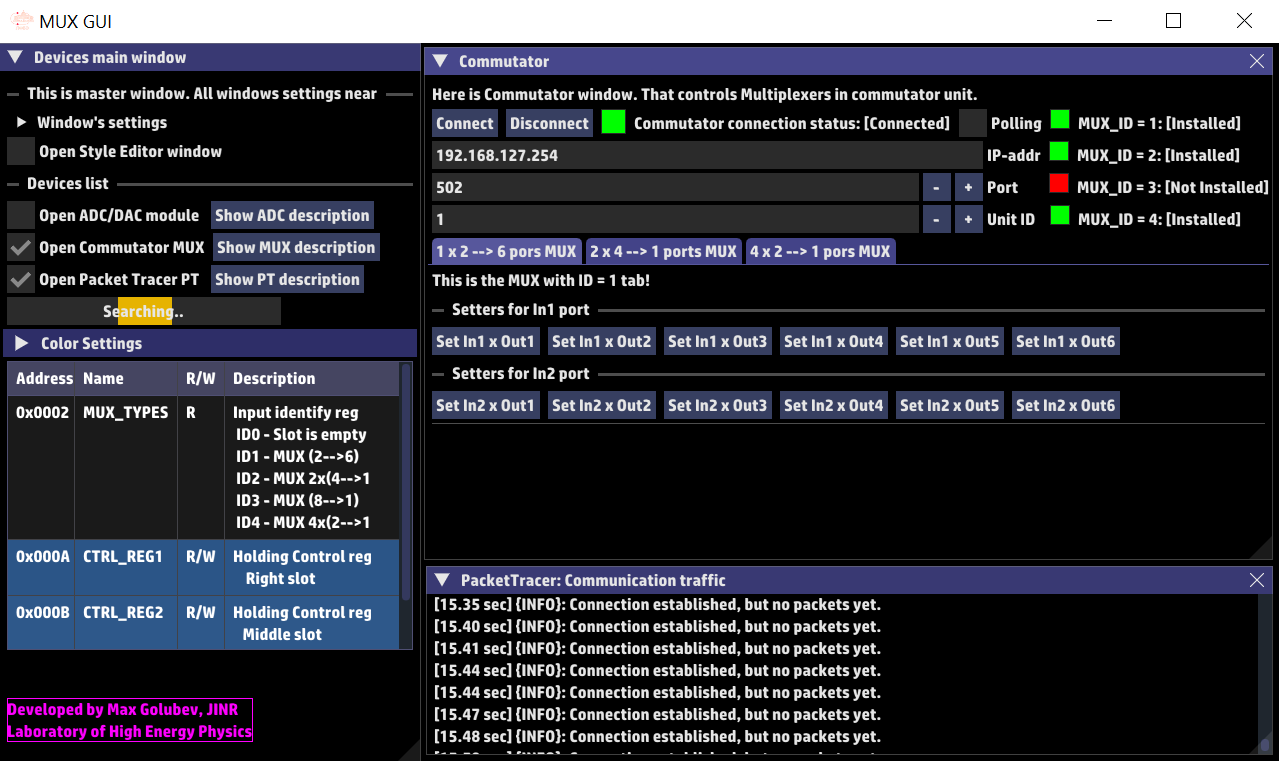 MUX GUI
Devices main window
This is master window. All windows settings near
Window's settings
Open Style Editor window
Devices list
Open ADC/DAC module Show ADC description
Open Commutator MUX Show MUX description
Open Packet Tracer PT Show PT description
Searching..
Color Settings
Address Name R/W Description
0x0002 MUX_TYPES R Input identify reg
ID0 - Slot is empty
ID1 - MUX (2-->6)
ID2 - MUX 2x(4-->1
ID3 - MUX (8-->1)
ID4 - MUX 4x(2-->1
0x000A CTRL_REG1 R/W Holding Control reg
Right slot
0x000B CTRL_REG2 R/W Holding Control reg
Middle slot
Developed by Max Golubev, JINR
Laboratory of High Energy Physics
Commutator
Here is Commutator window. That controls Multiplexers in commutator unit.
Connect Disconnect Commutator connection status: [Connected] Polling MUX_ID = 1: [Installed]
192.168.127.254 IP-addr MUX_ID = 2: [Installed]
502 - + Port MUX_ID = 3: [Not Installed]
1 - + Unit ID MUX_ID = 4: [Installed]
1 x 2 --> 6 pors MUX 2 x 4 --> 1 ports MUX 4 x 2 --> 1 pors MUX
This is the MUX with ID = 1 tab!
Setters for In1 port
Set In1 x Out1 Set In1 x Out2 Set In1 x Out3 Set In1 x Out4 Set In1 x Out5 Set In1 x Out6
Setters for In2 port
Set In2 x Out1 Set In2 x Out2 Set In2 x Out3 Set In2 x Out4 Set In2 x Out5 Set In2 x Out6
PacketTracer: Communication traffic
[15.35 sec] {INFO}: Connection established, but no packets yet.
[15.40 sec] {INFO}: Connection established, but no packets yet.
[15.41 sec] {INFO}: Connection established, but no packets yet.
[15.44 sec] {INFO}: Connection established, but no packets yet.
[15.44 sec] {INFO}: Connection established, but no packets yet.
[15.47 sec] {INFO}: Connection established, but no packets yet.
[15.48 sec] {INFO}: Connection established, but no packets yet.